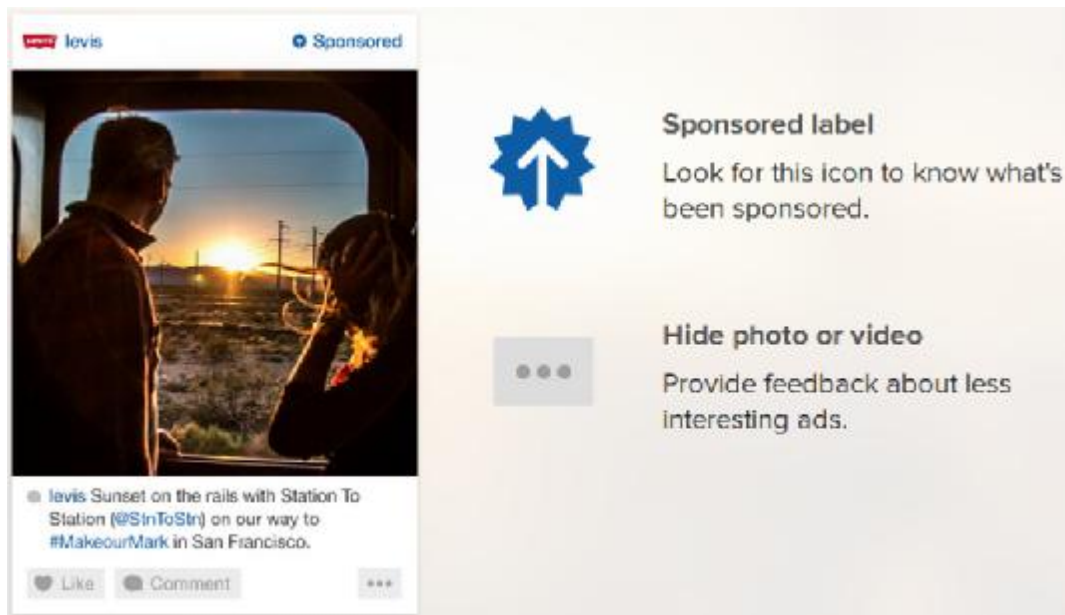 levis
Sponsored
levis Sunset on the rails with Station To
Station (@StnToStn) on our way to
#MakeourMark in San Francisco.
Like
Comment
Sponsored label
Look for this icon to know what's
been sponsored.
Hide photo or video
Provide feedback about less
interesting ads.